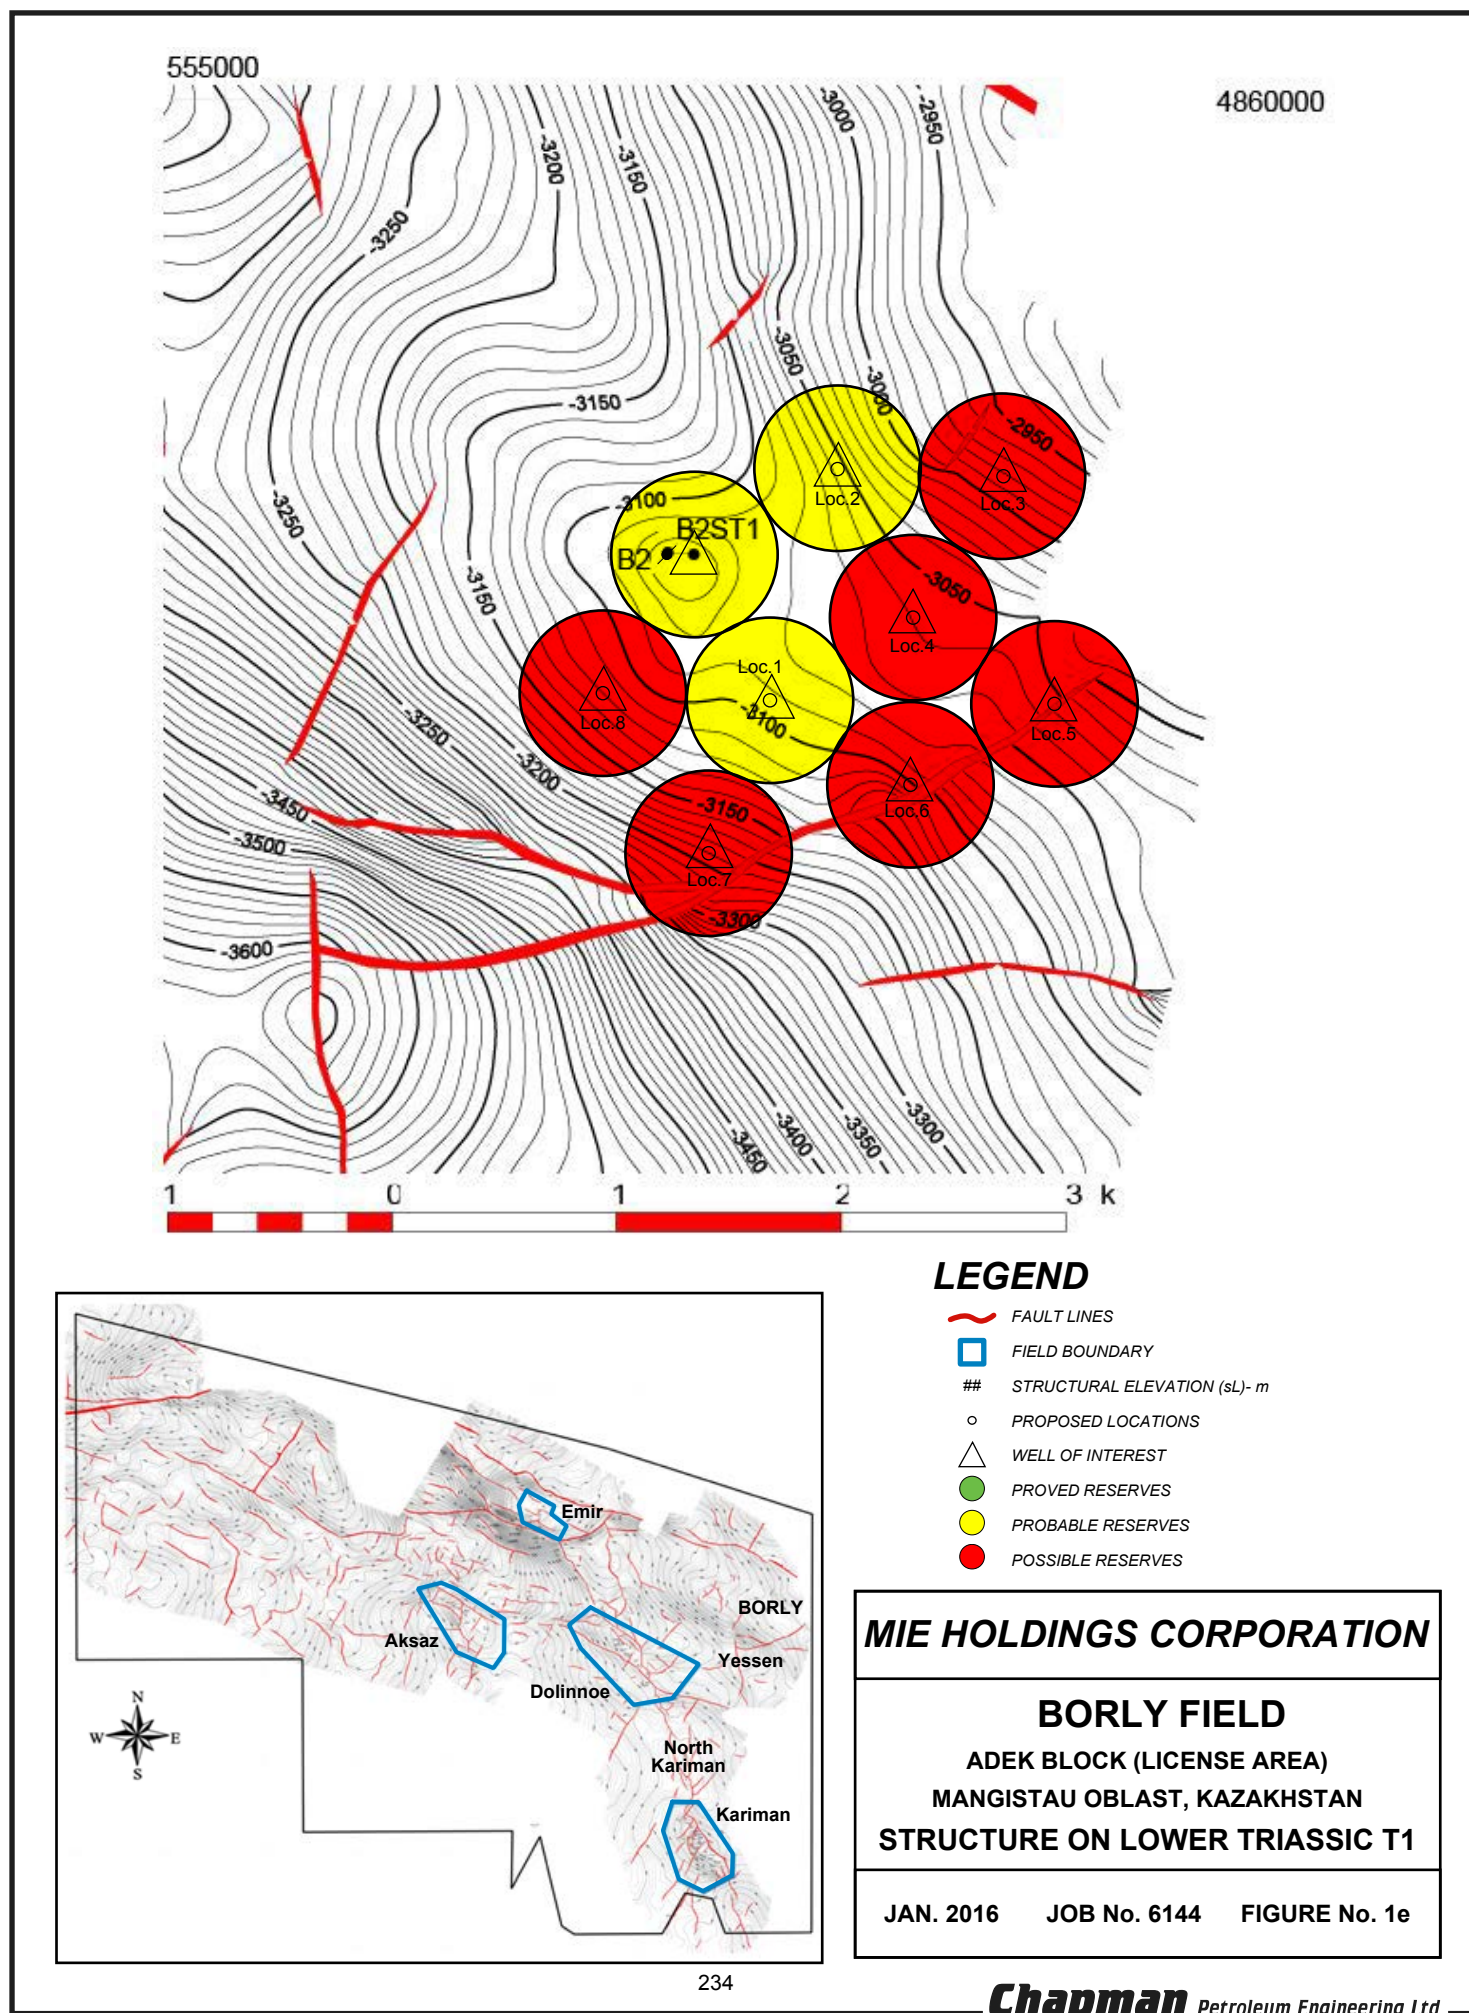 555000
4860000
-3000
-2950
-3200
-3150
-3250
-3050
-3000
-3150
-2950
-3100
Loc.2
Loc.3
-3250
B2ST1
B2
-3150
-3050
Loc.4
Loc.1
Loc.8
-3100
Loc.5
-3250
-3200
-3450
-3150
Loc.6
-3500
Loc.7
-3300
-3600
-3450
-3400
-3350
-3300
1 0 1 2 3 k
LEGEND
FAULT LINES
FIELD BOUNDARY
## STRUCTURAL ELEVATION (sL)- m
PROPOSED LOCATIONS
WELL OF INTEREST
PROVED RESERVES
PROBABLE RESERVES
POSSIBLE RESERVES
Emir
BORLY
Aksaz
Yessen
Dolinnoe
North
Kariman
Kariman
N
W E
S
MIE HOLDINGS CORPORATION
BORLY FIELD
ADEK BLOCK (LICENSE AREA)
MANGISTAU OBLAST, KAZAKHSTAN
STRUCTURE ON LOWER TRIASSIC T1
JAN. 2016 JOB No. 6144 FIGURE No. 1e
234
Chapman Petroleum Engineering Ltd